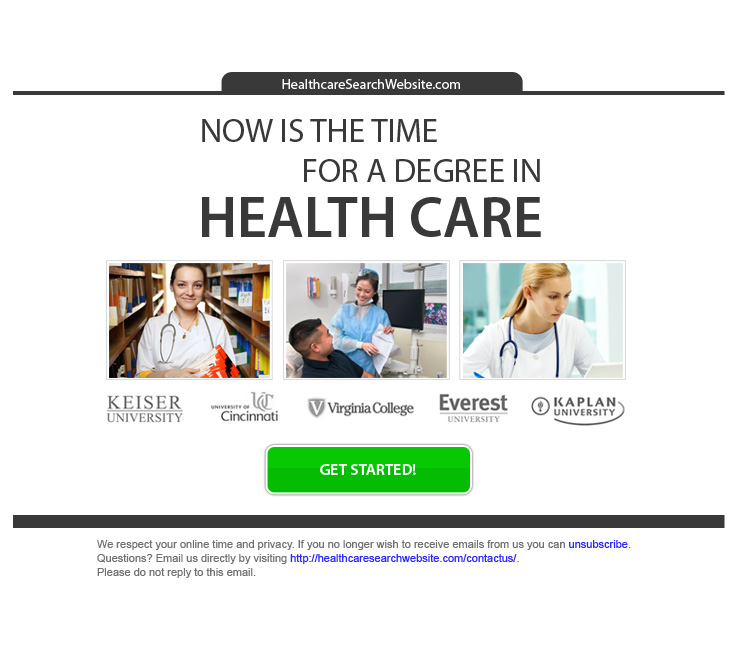 HealthcareSearchWebsite.com
NOW IS THE TIME
FOR A DEGREE IN
HEALTH CARE
KEISER
UNIVERSITY
UNIVERSITY OF
UC
Cincinnati
V
Virginia College
Everest
UNIVERSITY
KAPLAN
UNIVERSITY
GET STARTED!
We respect your online time and privacy. If you no longer wish to receive emails from us you can unsubscribe.
Questions? Email us directly by visiting http://healthcaresearchwebsite.com/contactus/.
Please do not reply to this email.